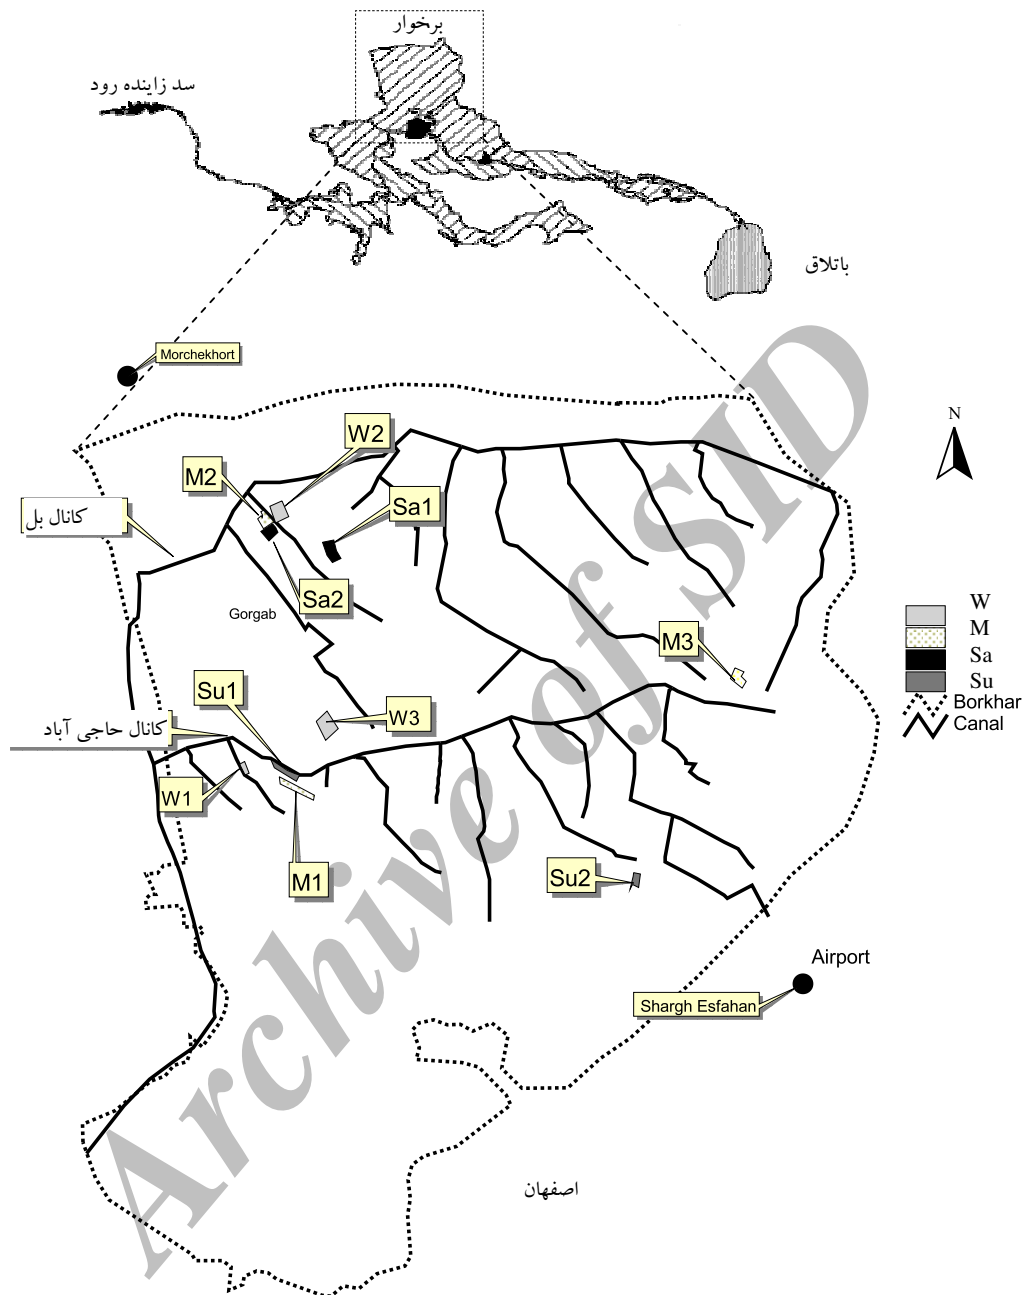 برخوار
سد زاینده رود
باتلاق
Morchekhort
N
W2
M2
Sa1
کانال بل
Sa2
Gorgab
W
M
Sa
Su
Borkhar
Canal
M3
Su1
W3
کانال حاجی آباد
W1
M1
Su2
Airport
Shargh Esfahan
اصفهان
Archive of SID